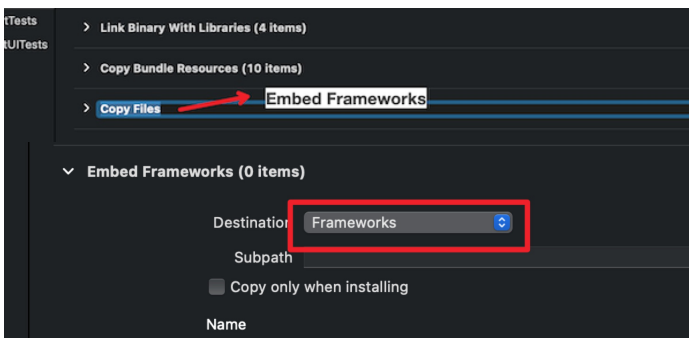 tTests
tUITests
Link Binary With Libraries (4 items)
Copy Bundle Resources (10 items)
Copy Files
Embed Frameworks
Embed Frameworks (0 items)
Destination Frameworks
Subpath
Copy only when installing
Name